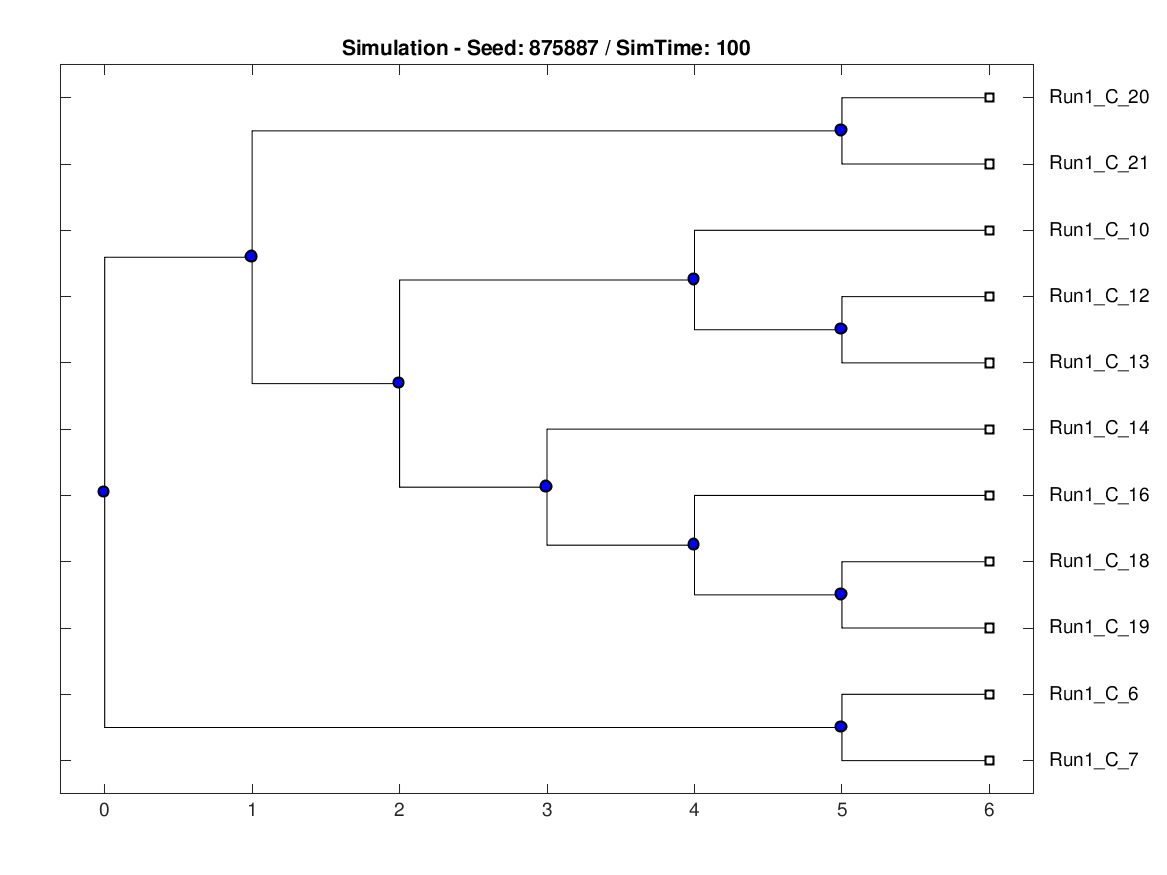 Simulation - Seed: 875887 / SimTime: 100
Run1_C_20
Run1_C_21
Run1_C_10
Run1_C_12
Run1_C_13
Run1_C_14
Run1_C_16
Run1_C_18
Run1_C_19
Run1_C_6
Run1_C_7
0 1 2 3 4 5 6